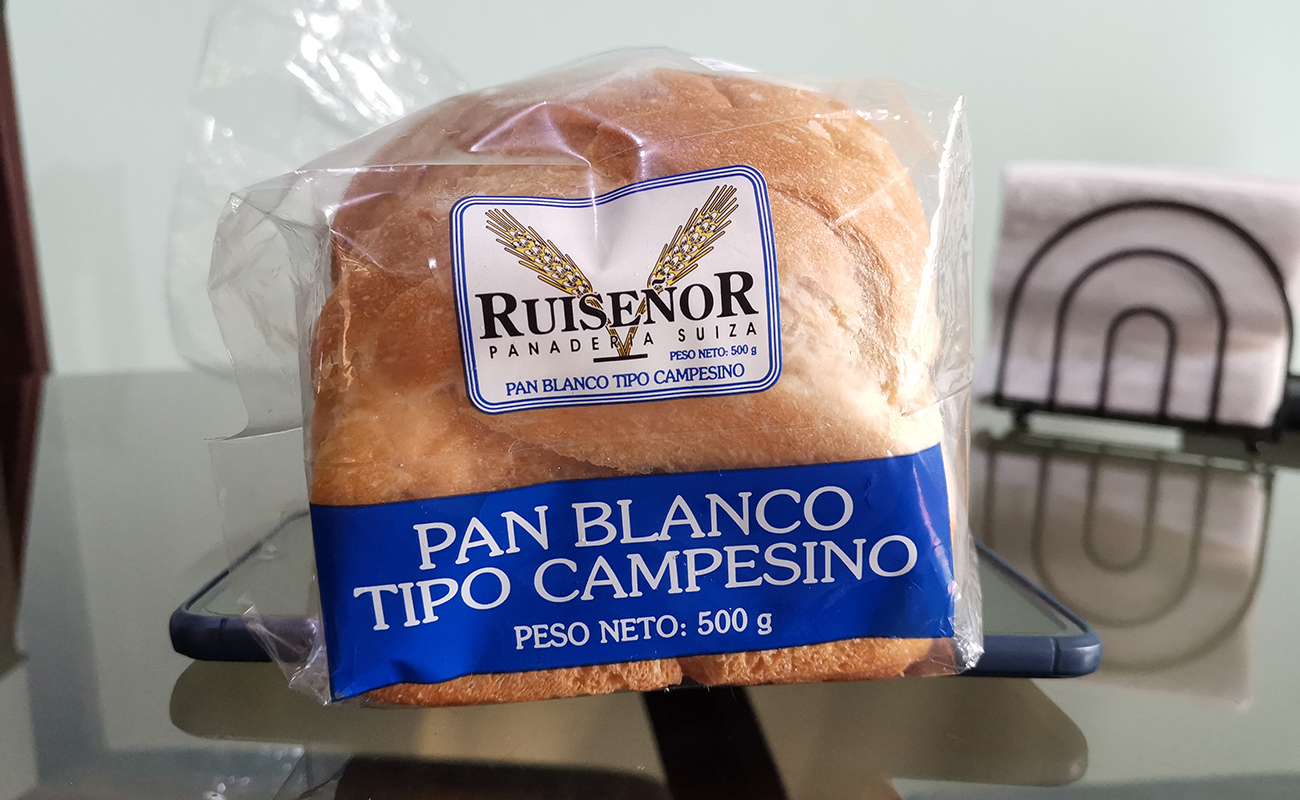 RUISEÑOR
PANADERIA SUIZA
PESO NETO: 500 g
PAN BLANCO TIPO CAMPESINO
PAN BLANCO
TIPO CAMPESINO
PESO NETO: 500 g